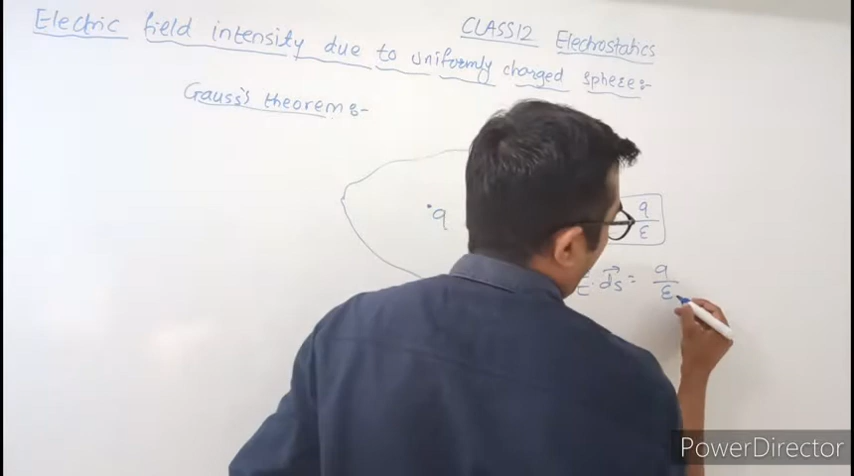 CLASS12 Electrostatics
Electric field intensity due to uniformly charged sphere:-
Gauss's theorem:-
q
q
ε
E. ds = q
ε
PowerDirector